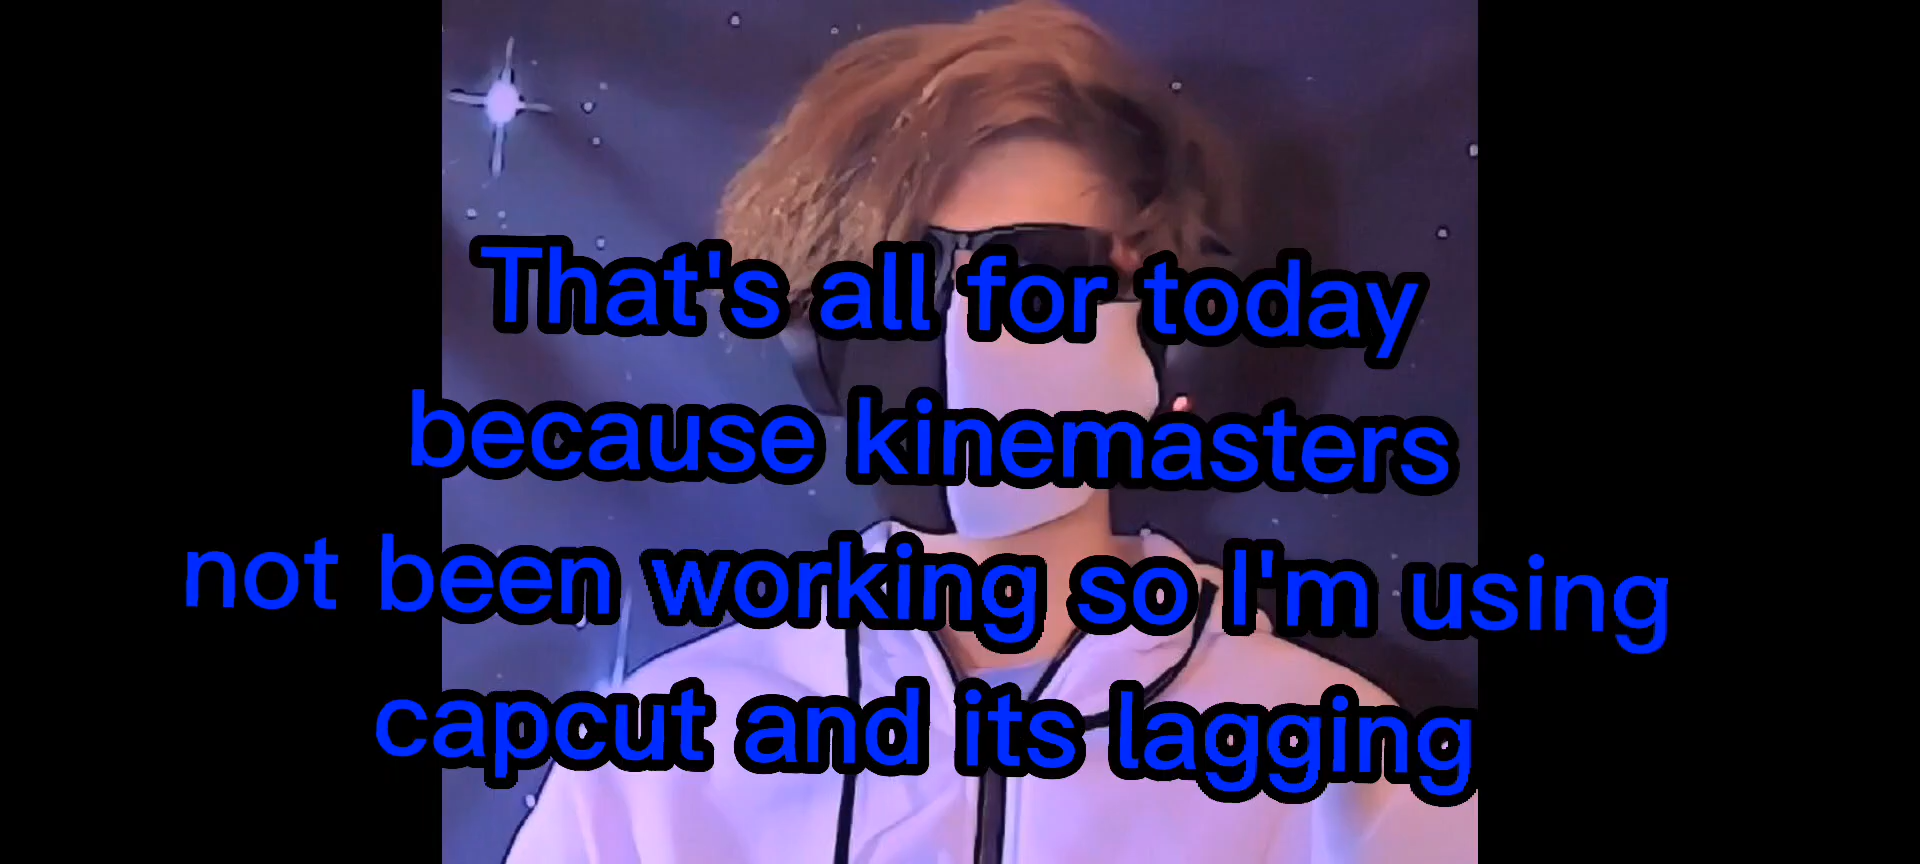 That's all for today
because kinemasters
not been working so I'm using
capcut and its lagging